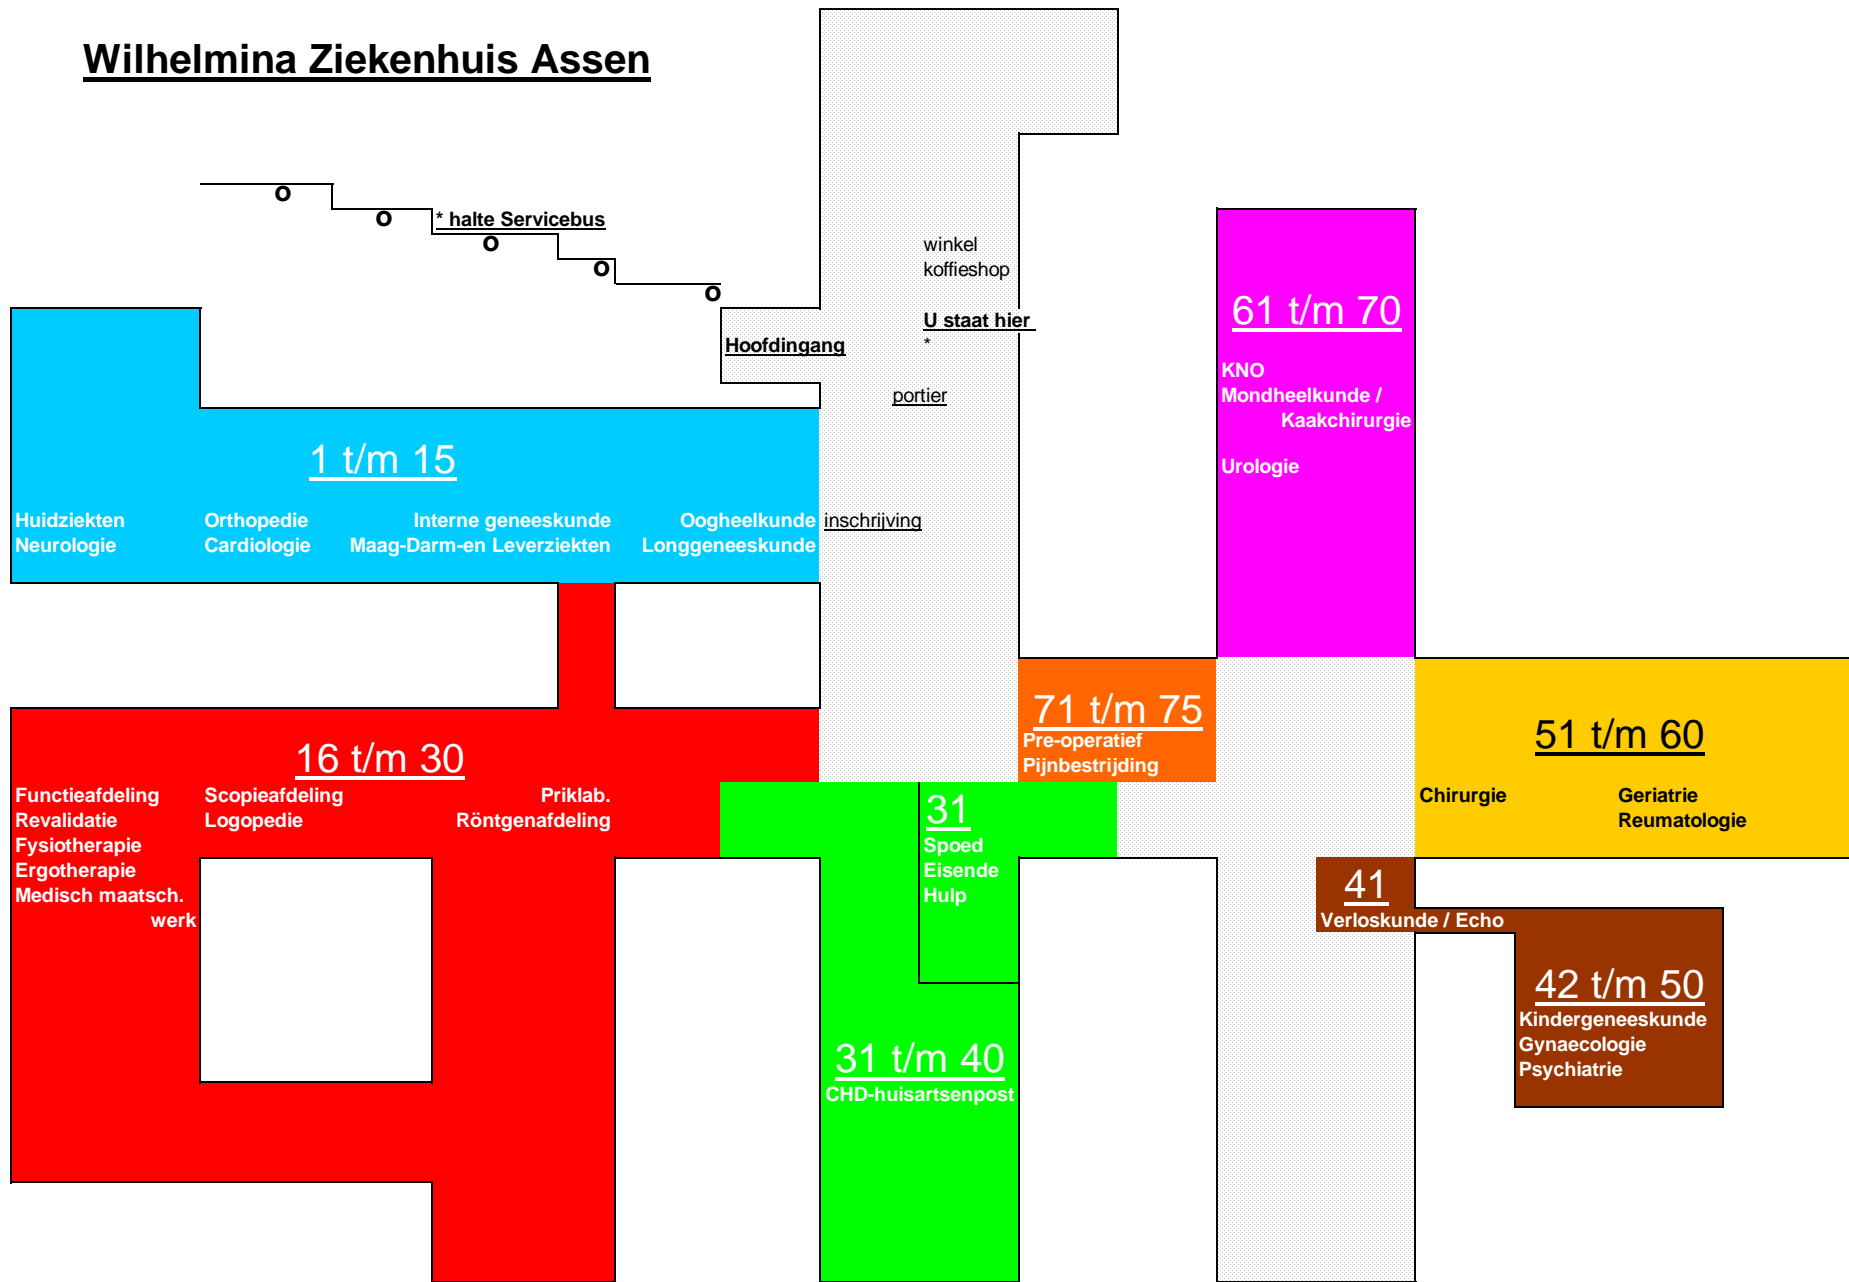 Wilhelmina Ziekenhuis Assen
o
o
* halte Servicebus
o
o
o
winkel
koffieshop
U staat hier
*
Hoofdingang
portier
61 t/m 70
KNO
Mondheelkunde /
Kaakchirurgie
Urologie
1 t/m 15
Huidziekten
Neurologie
Orthopedie
Cardiologie
Interne geneeskunde
Maag-Darm-en Leverziekten
Oogheelkunde
Longgeneeskunde
inschrijving
71 t/m 75
Pre-operatief
Pijnbestrijding
51 t/m 60
Chirurgie
Geriatrie
Reumatologie
16 t/m 30
Functieafdeling
Revalidatie
Fysiotherapie
Ergotherapie
Medisch maatsch.
werk
Scopieafdeling
Logopedie
Priklab.
Röntgenafdeling
31
Spoed
Eisende
Hulp
41
Verloskunde / Echo
42 t/m 50
Kindergeneeskunde
Gynaecologie
Psychiatrie
31 t/m 40
CHD-huisartsenpost